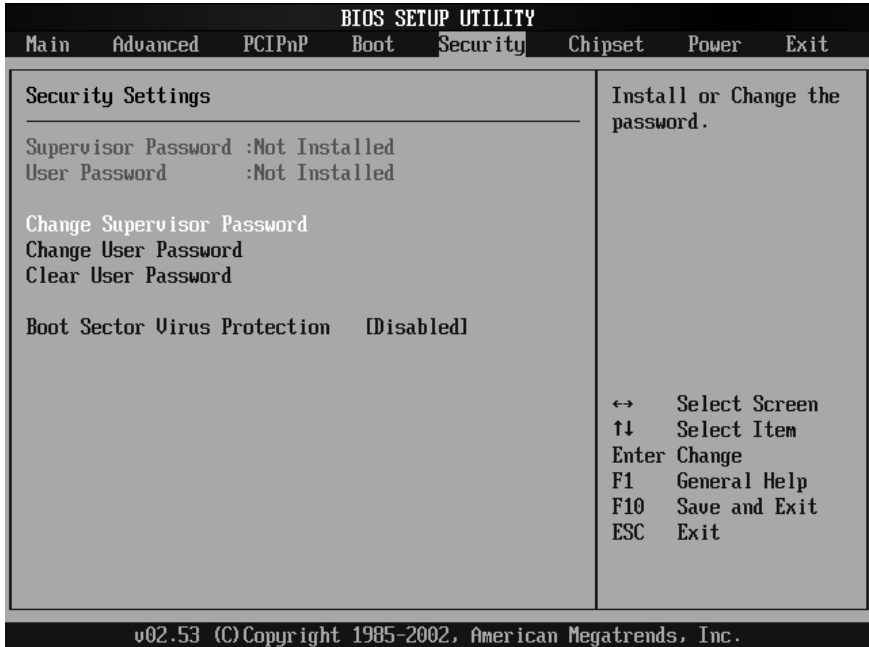 BIOS SETUP UTILITY
Main Advanced PCIPnP Boot Security Chipset Power Exit
Security Settings
Supervisor Password :Not Installed
User Password :Not Installed
Change Supervisor Password
Change User Password
Clear User Password
Boot Sector Virus Protection [Disabled]
Install or Change the
password.
↔ Select Screen
↑↓ Select Item
Enter Change
F1 General Help
F10 Save and Exit
ESC Exit
v02.53 (C)Copyright 1985-2002, American Megatrends, Inc.